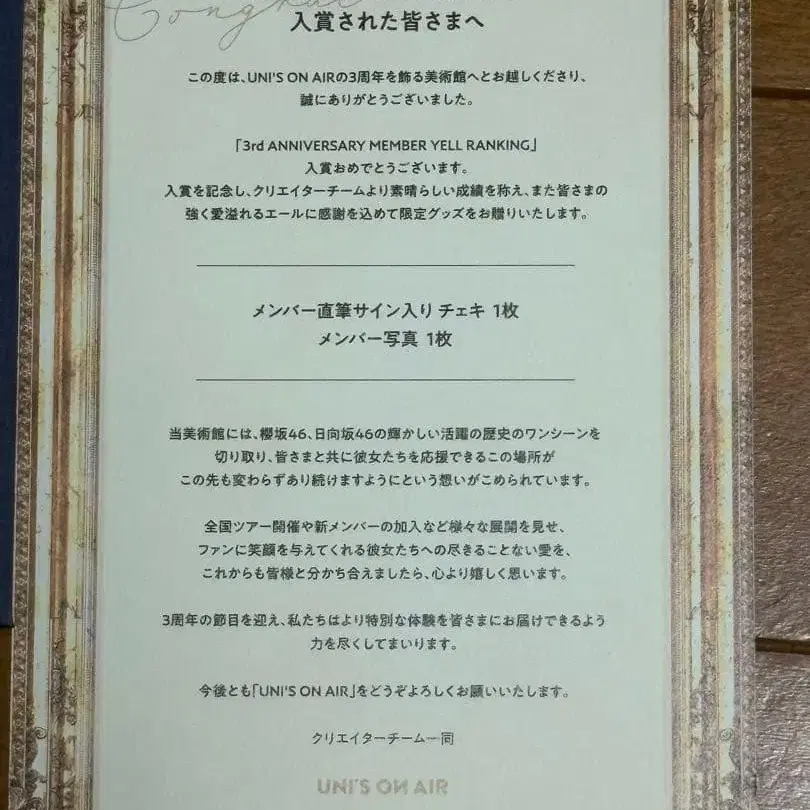 入賞された皆さまへ
この度は、UNI'S ON AIRの3周年を飾る美術館へとお越しくださり、
誠にありがとうございました。
「3rd ANNIVERSARY MEMBER YELL RANKING」
入賞おめでとうございます。
入賞を記念し、クリエイターチームより素晴らしい成績を称え、また皆さまの
強く愛溢れるエールに感謝を込めて限定グッズをお贈りいたします。
メンバー直筆サイン入り チェキ 1枚
メンバー写真 1枚
当美術館には、櫻坂46、日向坂46の輝かしい活躍の歴史のワンシーンを
切り取り、皆さまと共に彼女たちを応援できるこの場所が
この先も変わらずあり続けますようにという想いがこめられています。
全国ツアー開催や新メンバーの加入など様々な展開を見せ、
ファンに笑顔を与えてくれる彼女たちへの尽きることない愛を、
これからも皆様と分かち合えましたら、心より嬉しく思います。
3周年の節目を迎え、私たちはより特別な体験を皆さまにお届けできるよう
力を尽くしてまいります。
今後とも「UNI'S ON AIR」をどうぞよろしくお願いいたします。
クリエイターチーム一同
UNI'S ON AIR